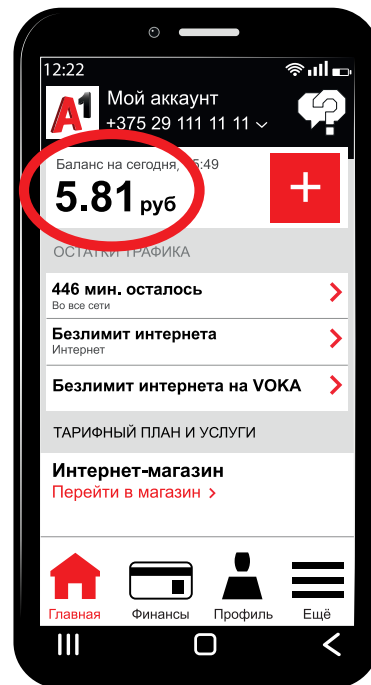 12:22
A1
Мой аккаунт
+375 29 111 11 11
Баланс на сегодня, 5:49
5.81 руб
ОСТАТКИ ТРАФИКА
446 мин. осталось
Во все сети
Безлимит интернета
Интернет
Безлимит интернета на VOKA
ТАРИФНЫЙ ПЛАН И УСЛУГИ
Интернет-магазин
Перейти в магазин >
Главная Финансы Профиль Ещё